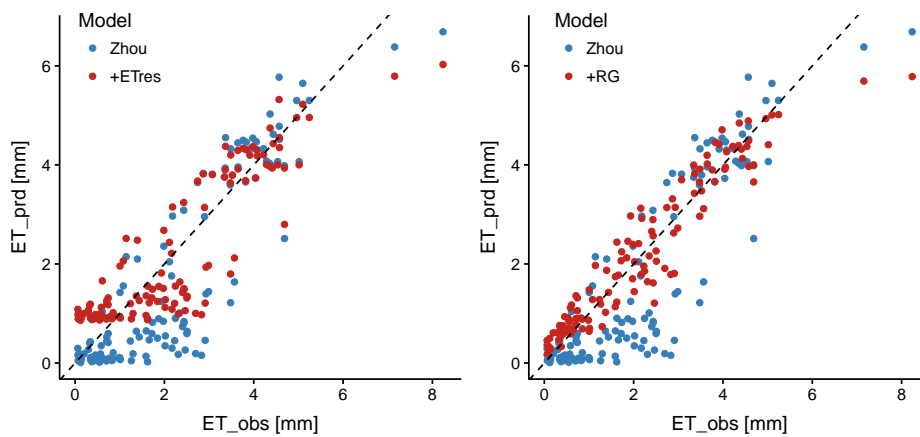 Model
Zhou
+ETres
ET_prd [mm]
6
4
2
0
0 2 4 6 8
ET_obs [mm]
Model
Zhou
+RG
ET_prd [mm]
6
4
2
0
0 2 4 6 8
ET_obs [mm]